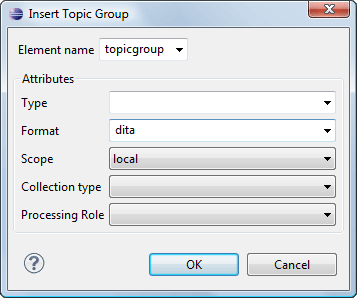 Insert Topic Group
Element name topicgroup
Attributes
Type
Format dita
Scope local
Collection type
Processing Role
? OK Cancel